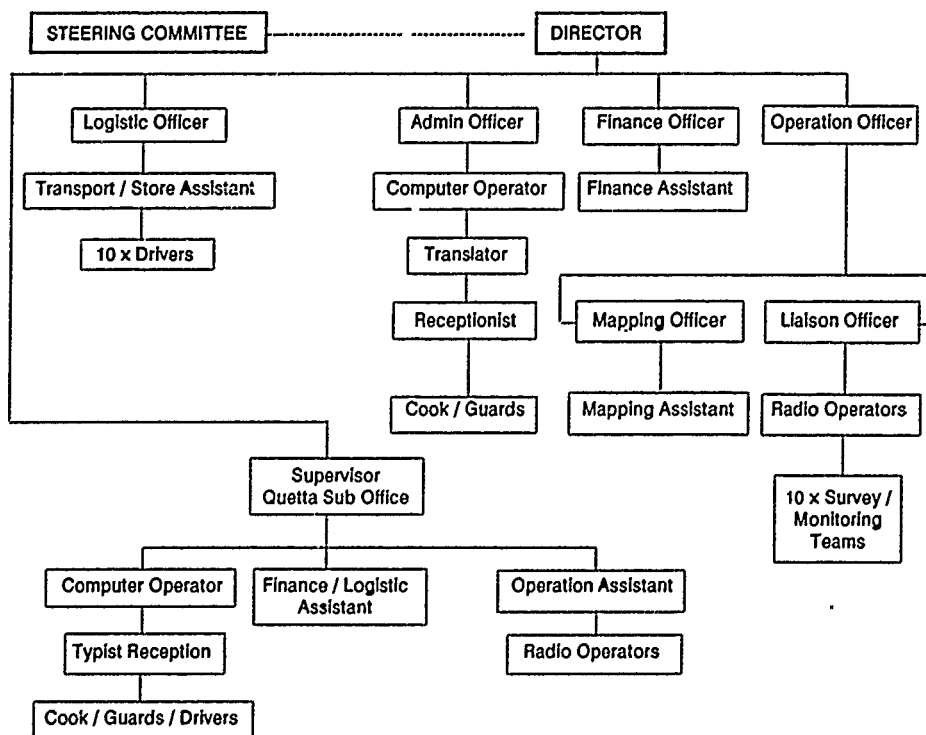 STEERING COMMITTEE
DIRECTOR
Logistic Officer
Admin Officer
Finance Officer
Operation Officer
Transport / Store Assistant
Computer Operator
Finance Assistant
10 x Drivers
Translator
Receptionist
Mapping Officer
Liaison Officer
Cook / Guards
Mapping Assistant
Radio Operators
Supervisor
Quetta Sub Office
10 x Survey /
Monitoring
Teams
Computer Operator
Finance / Logistic
Assistant
Operation Assistant
Typist Reception
Radio Operators
Cook / Guards / Drivers